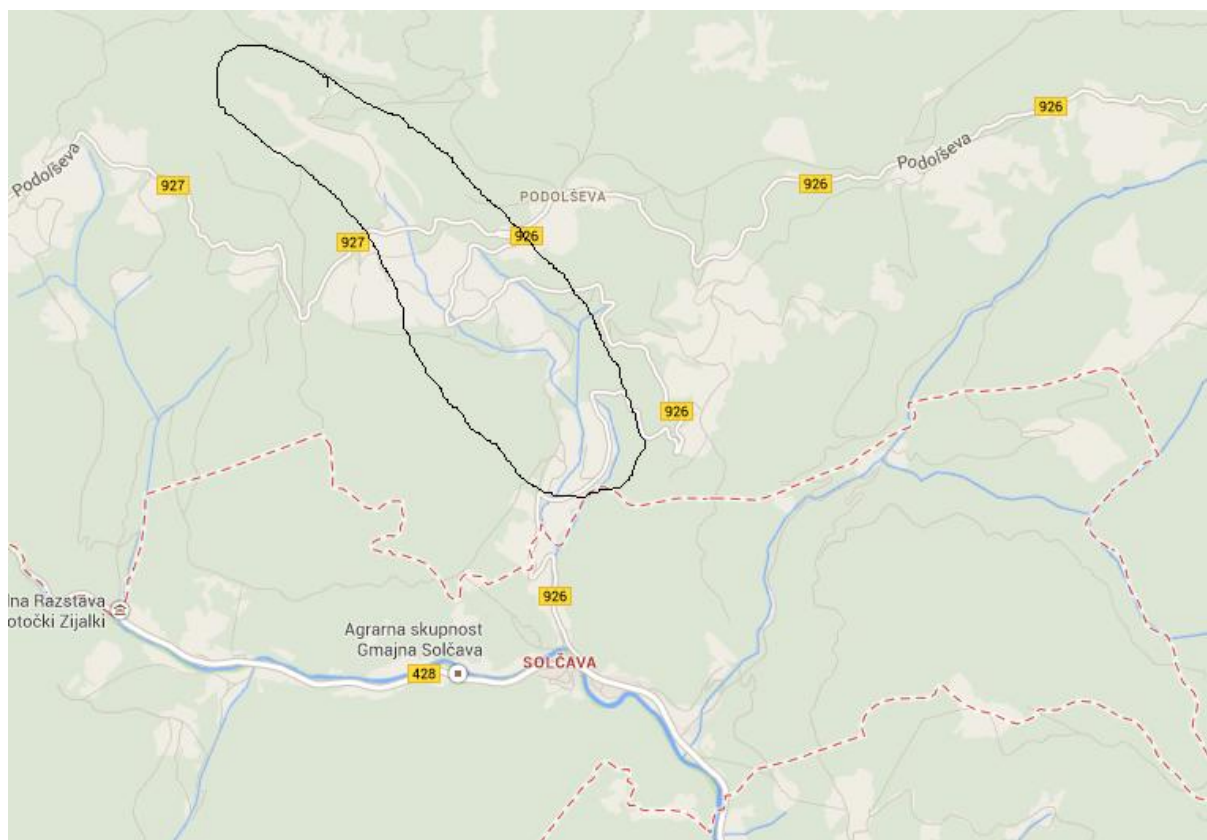 926
Podolševa
926
Podolševa
927
PODOLŠEVA
926
927
926
lna Razstava
otočki Zijalki
926
Agrarna skupnost
Gmajna Solčava
SOLČAVA
428